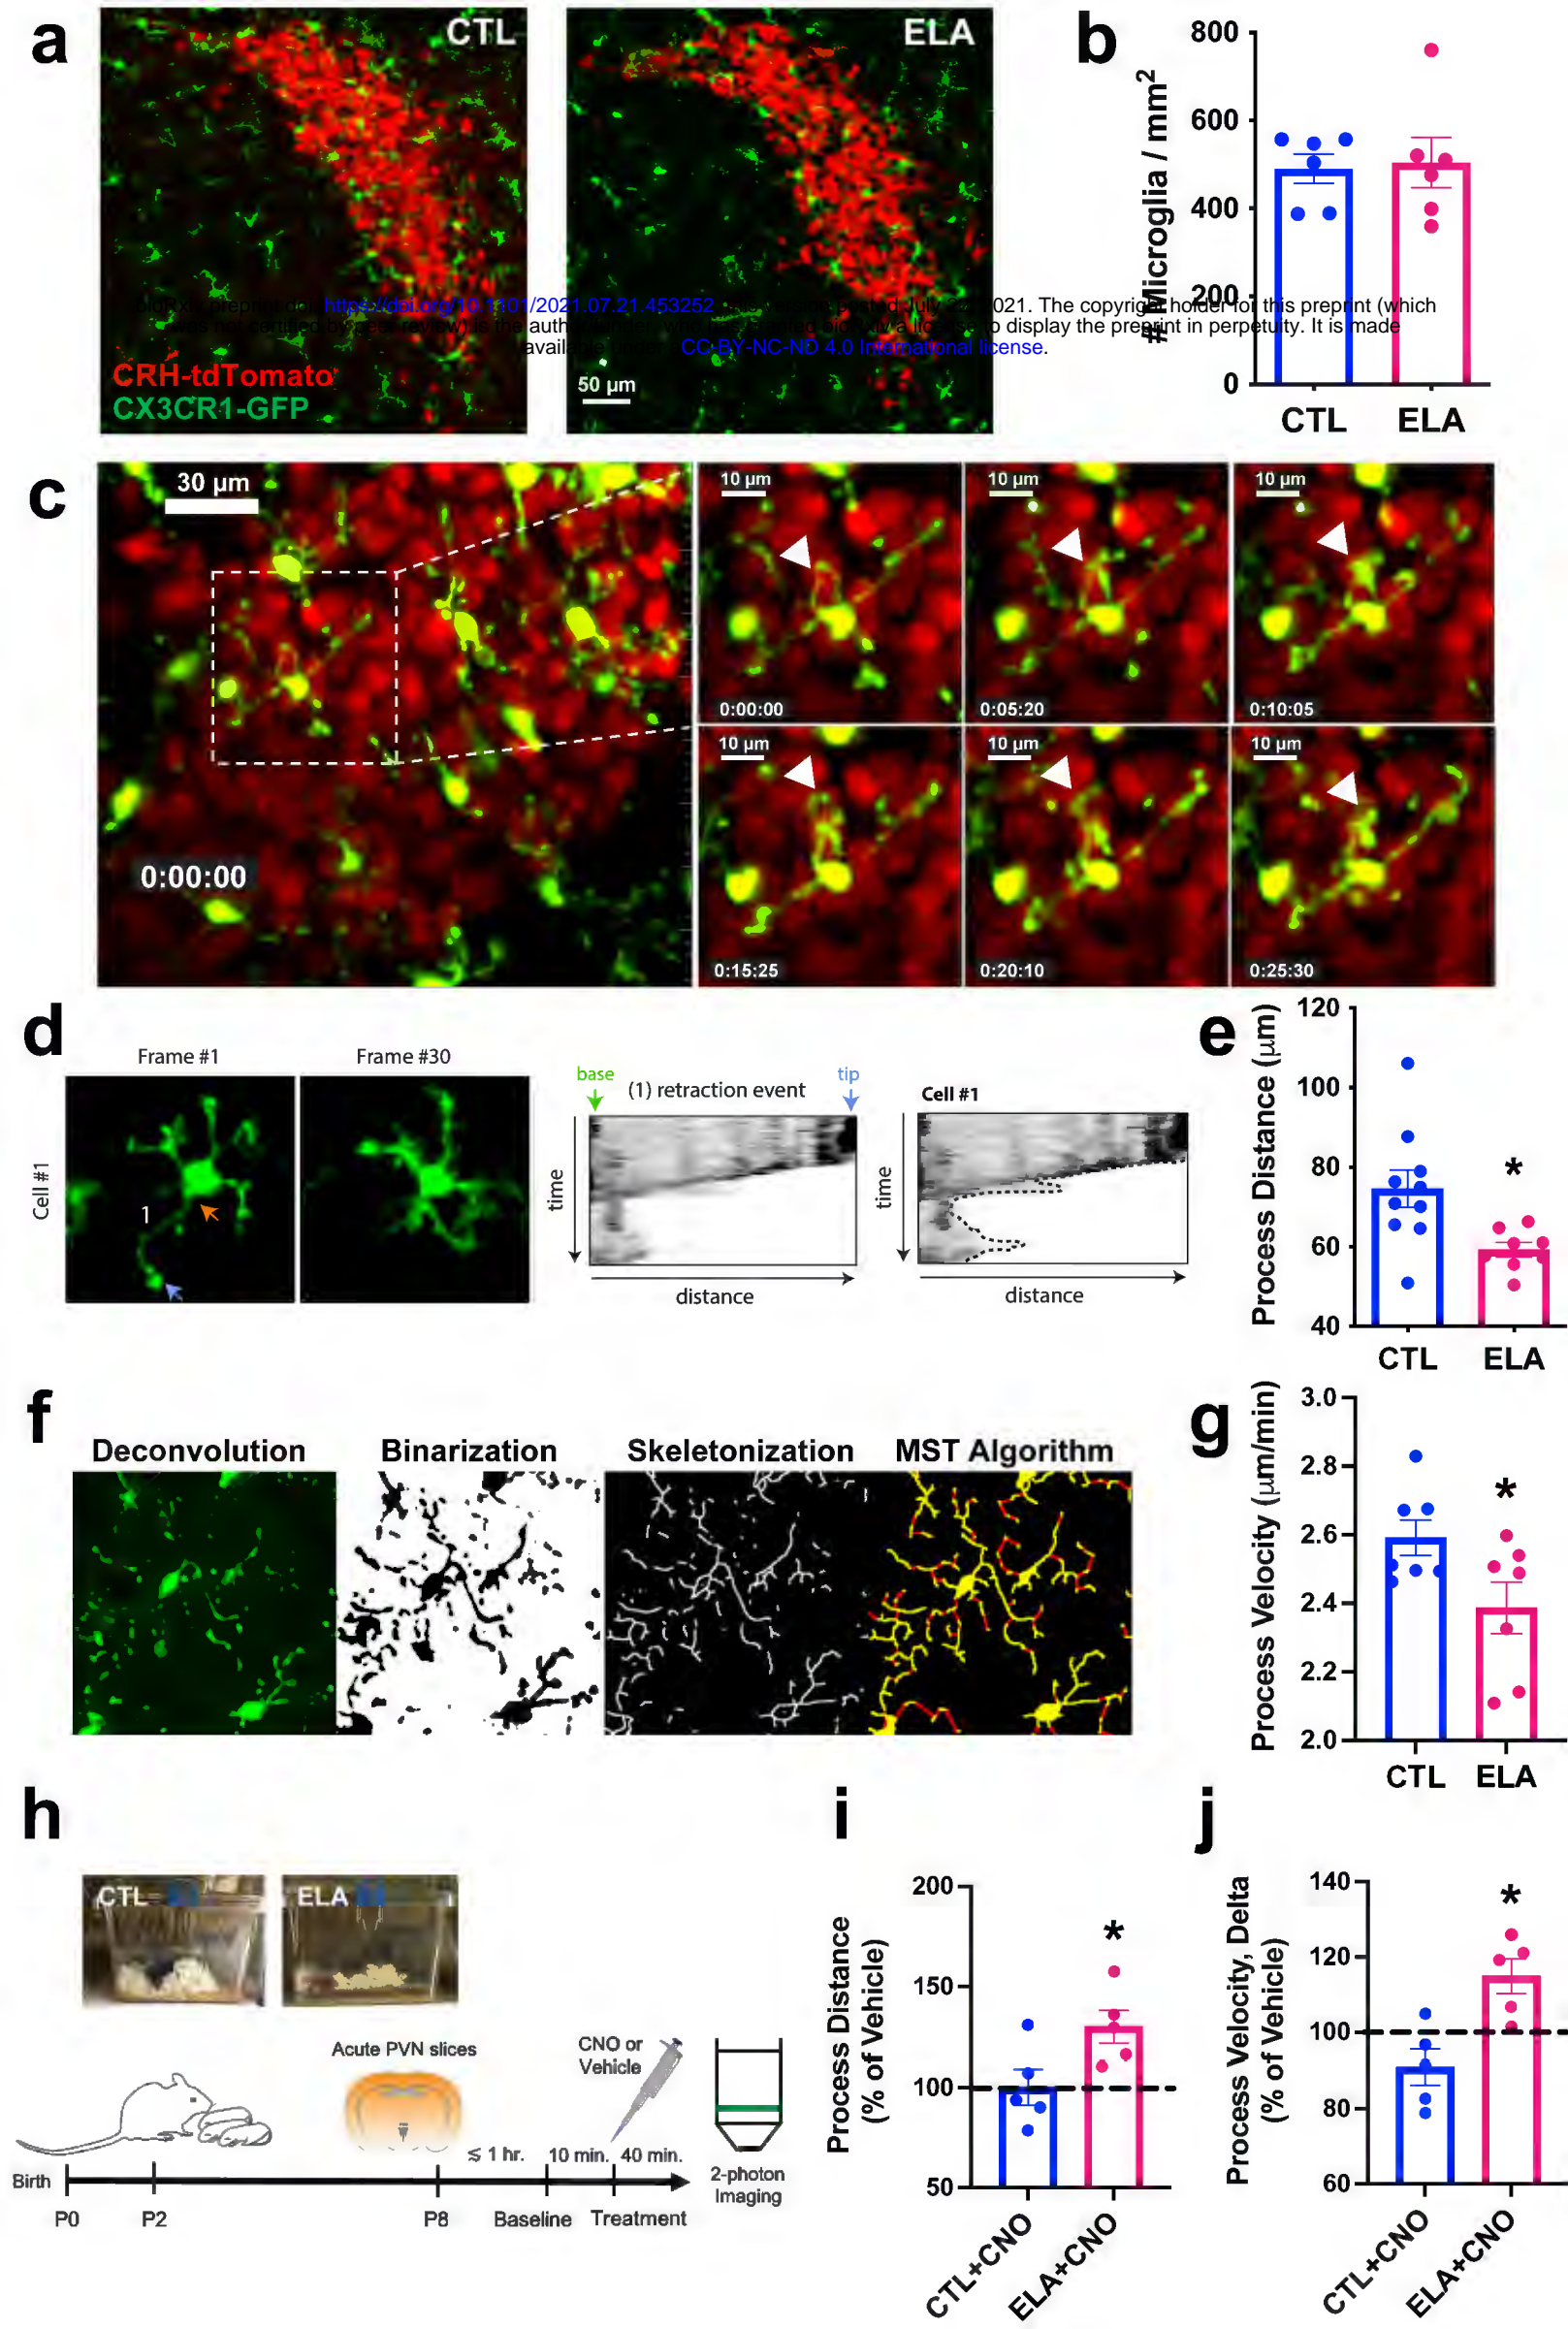 a
CTL
ELA
CRH-tdTomato
CX3CR1-GFP
50 µm
b
# Microglia / mm2
800
600
400
200
0
CTL
ELA
bioRxiv preprint doi: https://doi.org/10.1101/2021.07.21.453252; this version posted July 22, 2021. The copyright holder for this preprint (which
was not certified by peer review) is the author/funder, who has granted bioRxiv a license to display the preprint in perpetuity. It is made
available under CC-BY-NC-ND 4.0 International license.
c
30 µm
0:00:00
10 µm
0:00:00
10 µm
0:05:20
10 µm
0:10:05
10 µm
0:15:25
10 µm
0:20:10
10 µm
0:25:30
d
Frame #1
Frame #30
Cell #1
1
base
(1) retraction event
tip
time
distance
Cell #1
time
distance
e
Process Distance (µm)
120
100
80
60
40
*
CTL
ELA
f
Deconvolution
Binarization
Skeletonization
MST Algorithm
g
Process Velocity (µm/min)
3.0
2.8
2.6
2.4
2.2
2.0
*
CTL
ELA
h
CTL
ELA
Acute PVN slices
CNO or
Vehicle
≲ 1 hr.
10 min.
40 min.
Birth
P0
P2
P8
Baseline
Treatment
2-photon
Imaging
i
Process Distance
(% of Vehicle)
200
150
100
50
*
CTL+CNO
ELA+CNO
j
Process Velocity, Delta
(% of Vehicle)
140
120
100
80
60
*
CTL+CNO
ELA+CNO